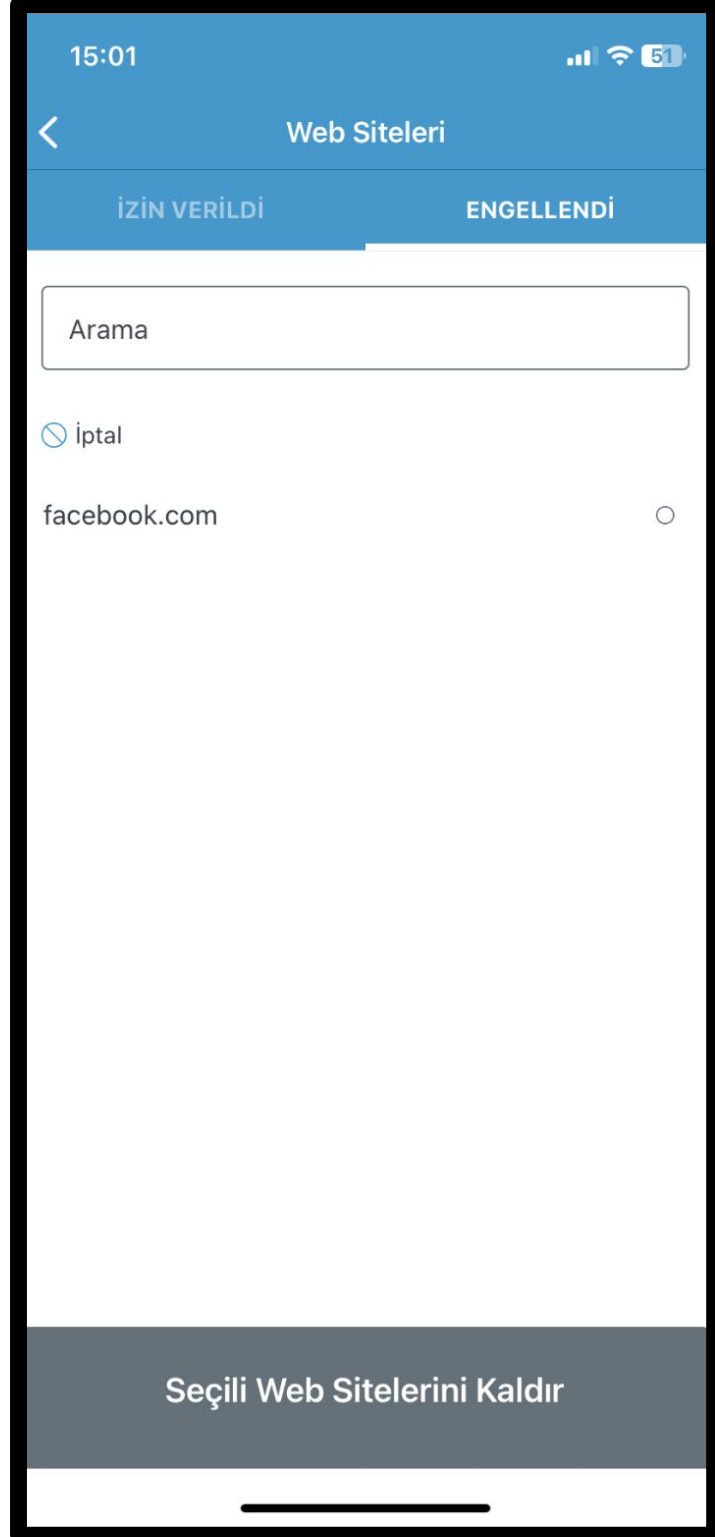 15:01
51
Web Siteleri
İZİN VERİLDİ
ENGELLENDİ
Arama
İptal
facebook.com
Seçili Web Sitelerini Kaldır